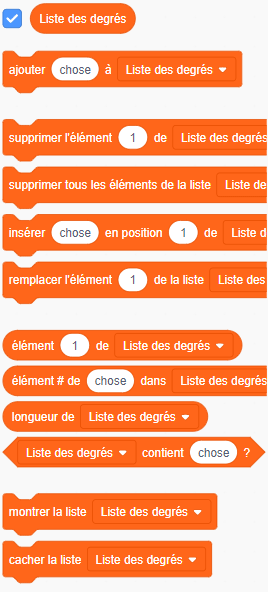 Liste des degrés
ajouter chose à Liste des degrés
supprimer l'élément 1 de Liste des degrés
supprimer tous les éléments de la liste Liste de
insérer chose en position 1 de Liste d
remplacer l'élément 1 de la liste Liste des
élément 1 de Liste des degrés
élément # de chose dans Liste des degrés
longueur de Liste des degrés
Liste des degrés contient chose ?
montrer la liste Liste des degrés
cacher la liste Liste des degrés